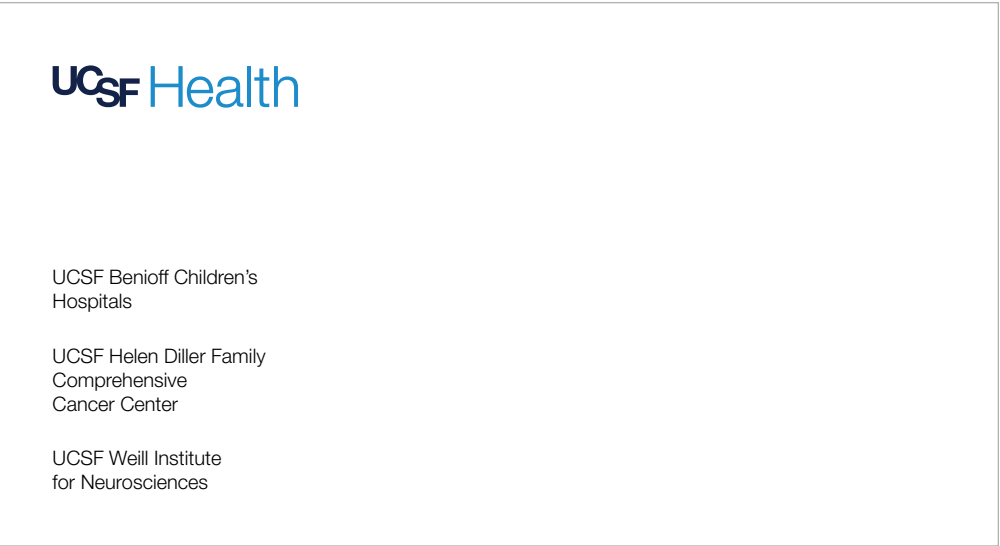 UCSF Health
UCSF Benioff Children’s
Hospitals
UCSF Helen Diller Family
Comprehensive
Cancer Center
UCSF Weill Institute
for Neurosciences